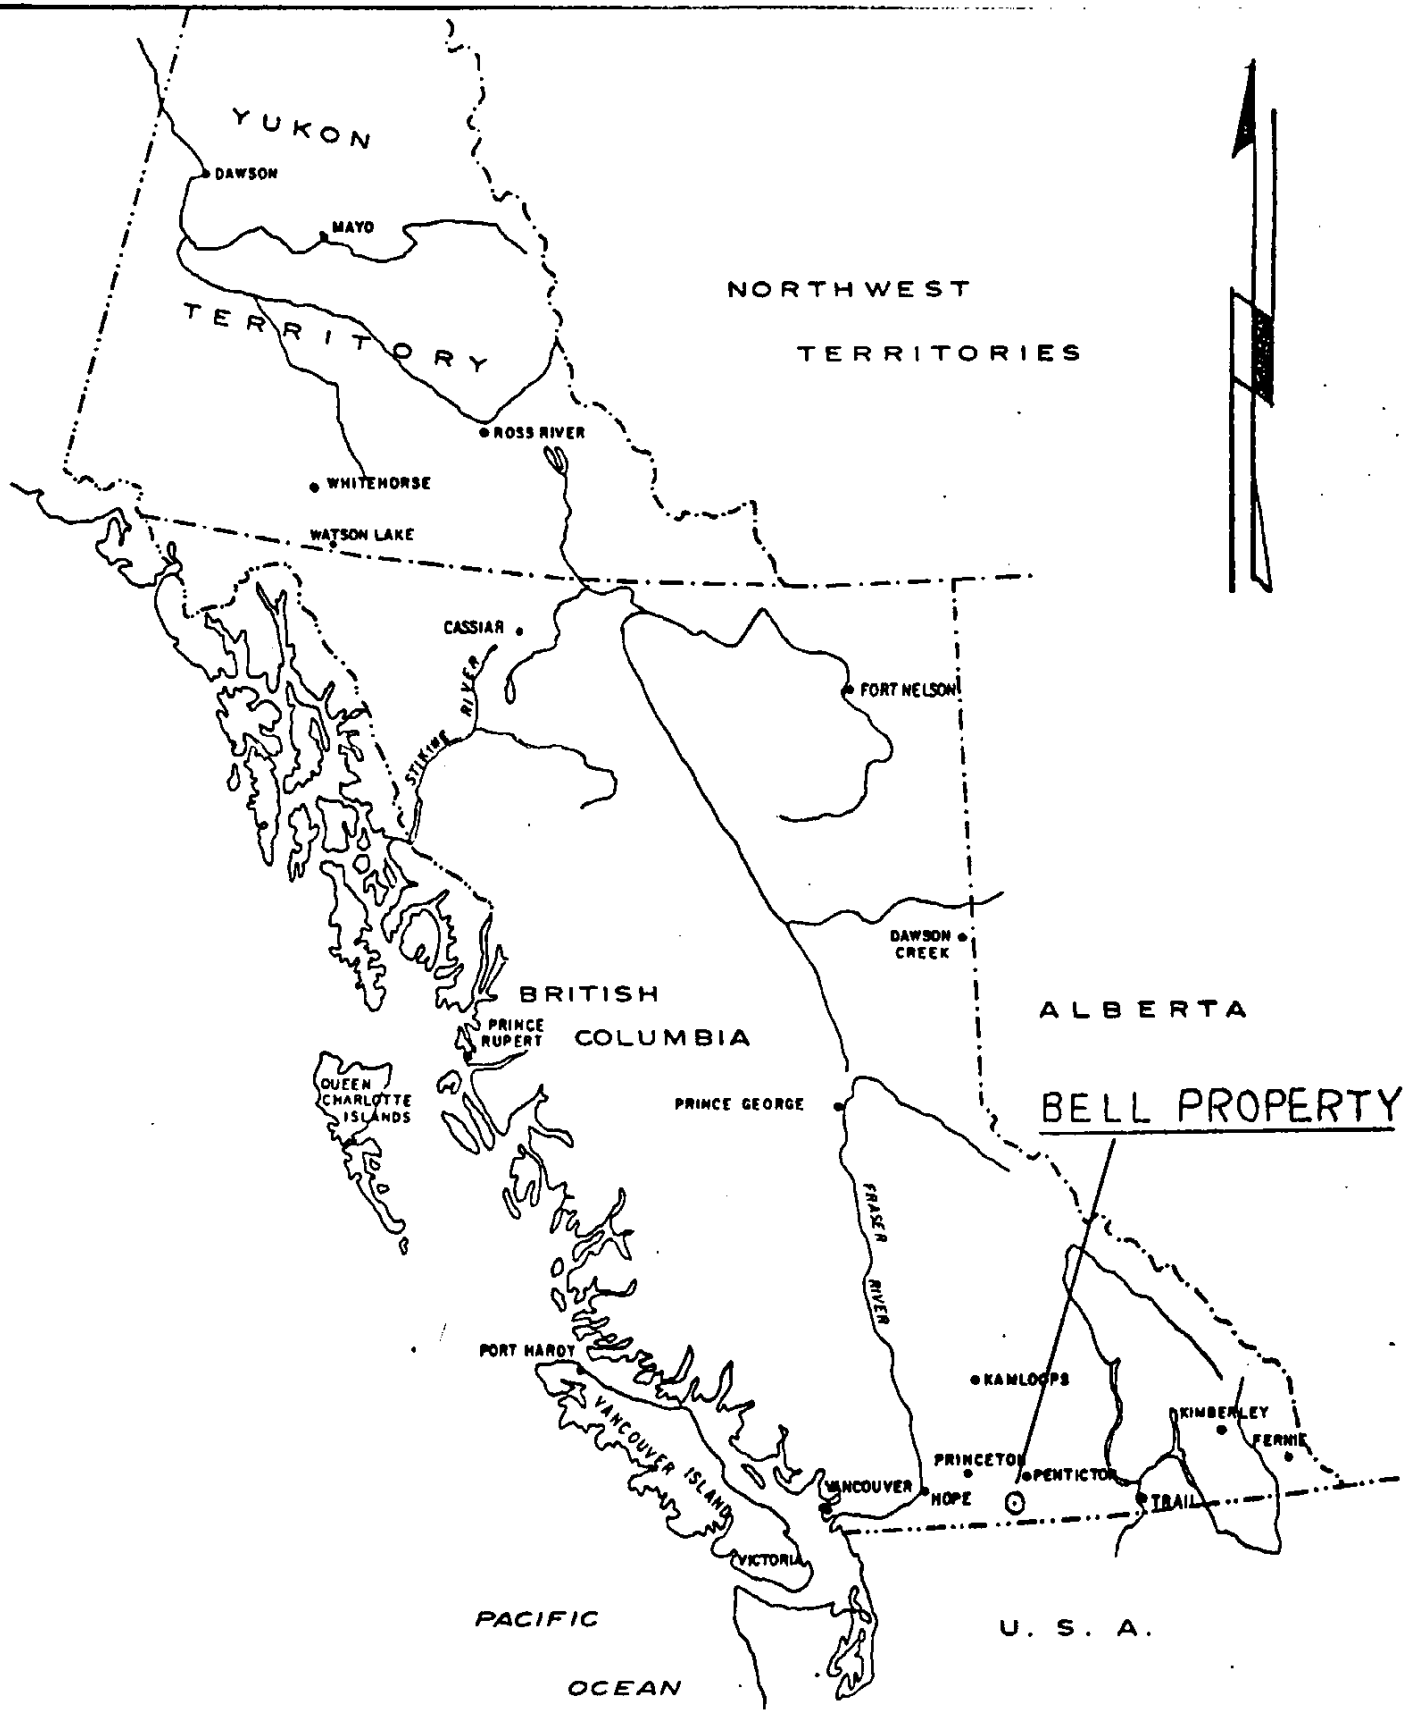 YUKON
DAWSON
MAYO
NORTHWEST
TERRITORY
TERRITORIES
ROSS RIVER
WHITEHORSE
WATSON LAKE
CASSIAR
STIKINE RIVER
FORT NELSON
DAWSON
CREEK
BRITISH
COLUMBIA
ALBERTA
PRINCE
RUPERT
QUEEN
CHARLOTTE
ISLANDS
PRINCE GEORGE
BELL PROPERTY
FRASER RIVER
PORT HARDY
VANCOUVER ISLAND
KAMLOOPS
KIMBERLEY
FERNIE
PRINCETON
PENTICTON
VANCOUVER
HOPE
TRAIL
VICTORIA
PACIFIC
OCEAN
U. S. A.